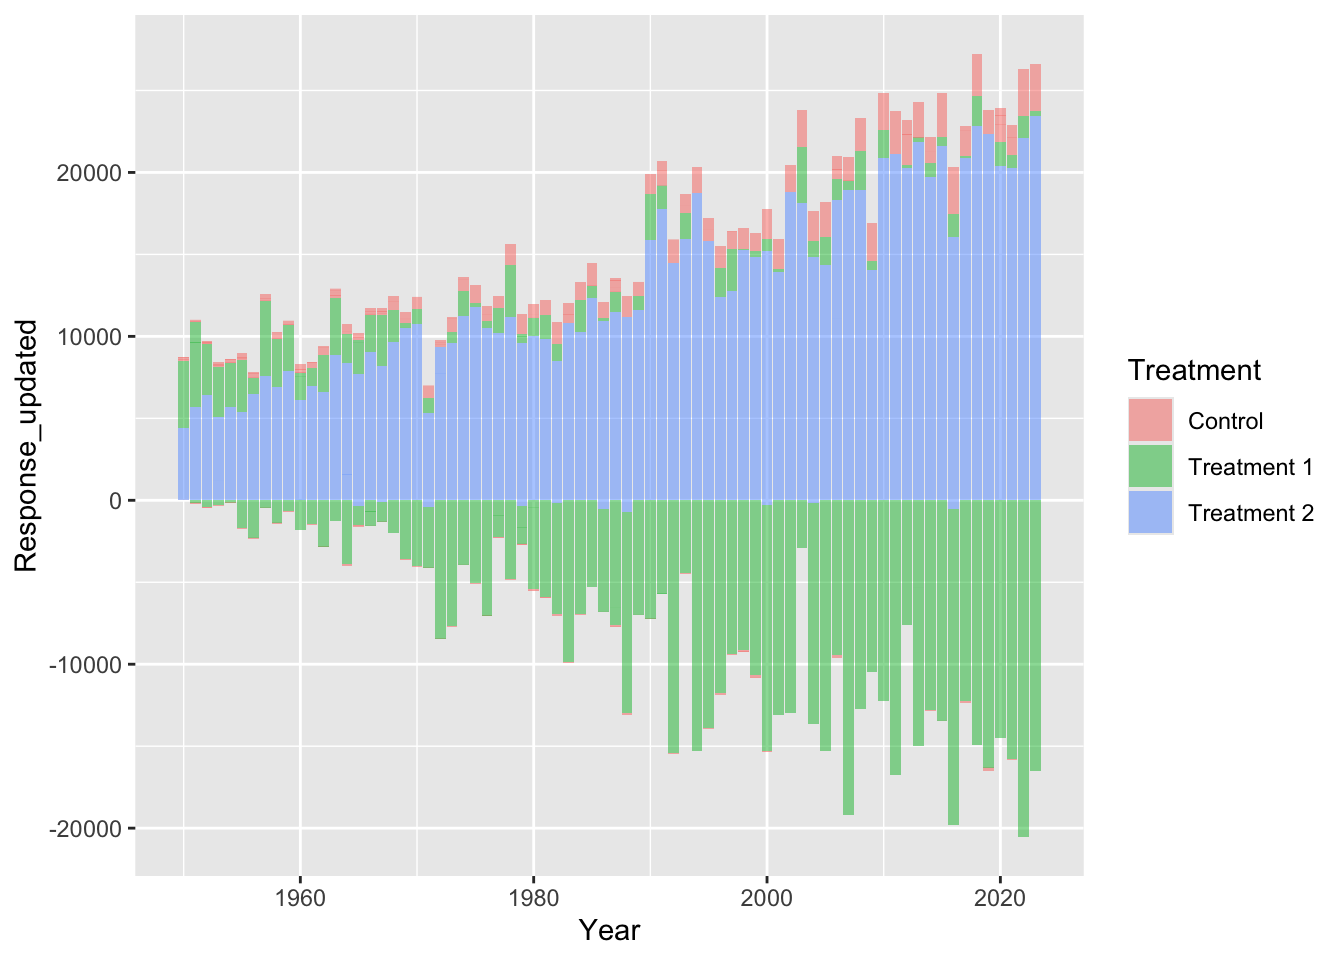 20000
10000
0
-10000
-20000
Response_updated
1960
1980
2000
2020
Year
Treatment
Control
Treatment 1
Treatment 2